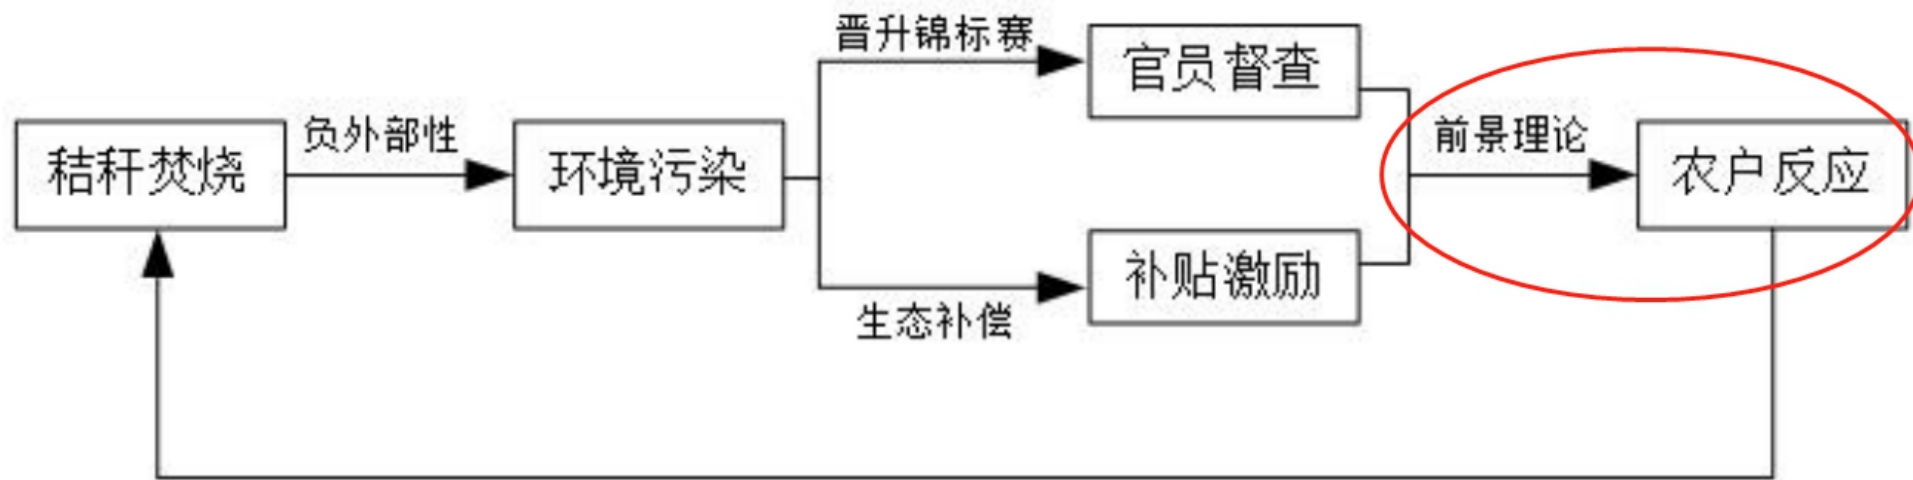 晋升锦标赛
官员督查
秸秆焚烧
负外部性
环境污染
前景理论
农户反应
补贴激励
生态补偿